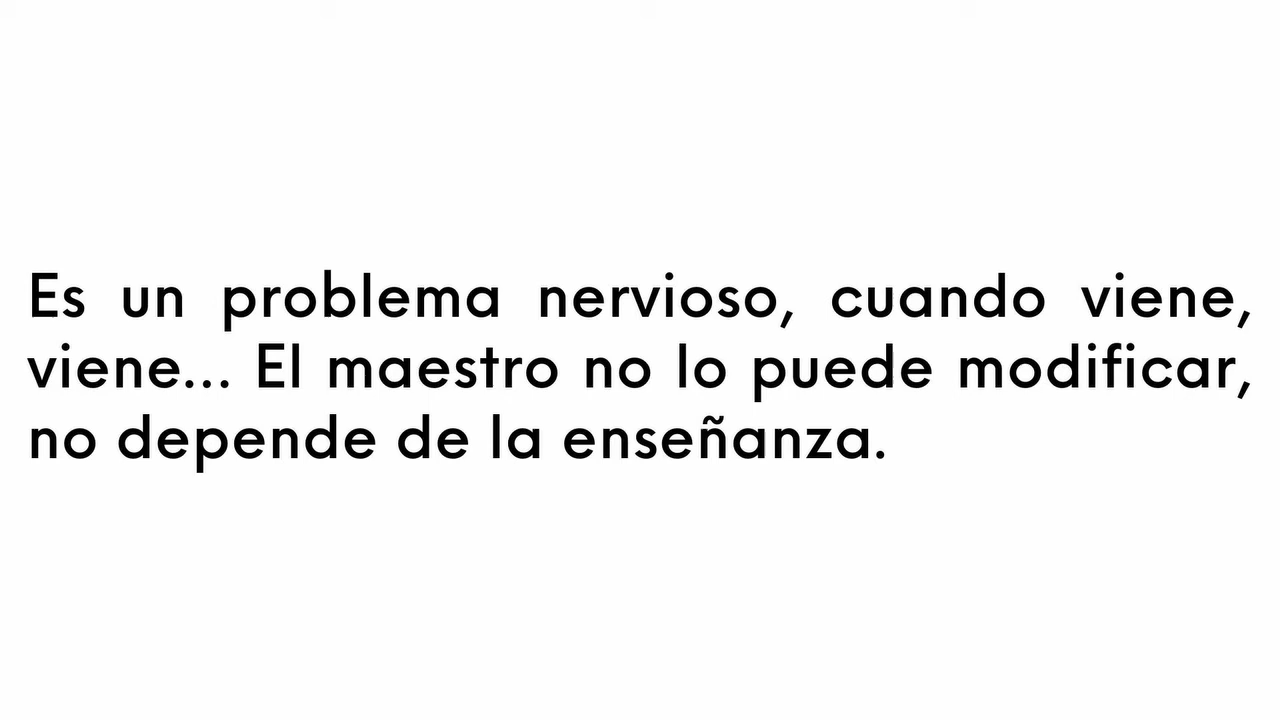 Es un problema nervioso, cuando viene,
viene... El maestro no lo puede modificar,
no depende de la enseñanza.